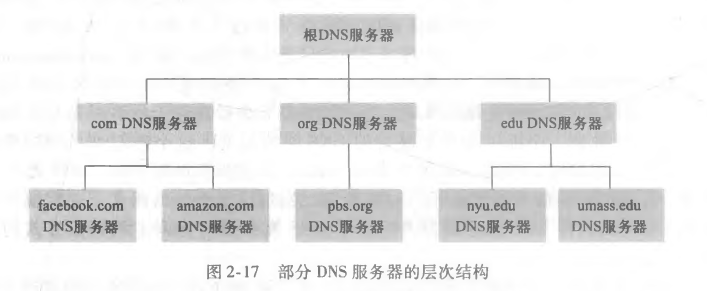 根DNS服务器
com DNS服务器
org DNS服务器
edu DNS服务器
facebook.com
DNS服务器
amazon.com
DNS服务器
pbs.org
DNS服务器
nyu.edu
DNS服务器
umass.edu
DNS服务器
图 2-17 部分 DNS 服务器的层次结构